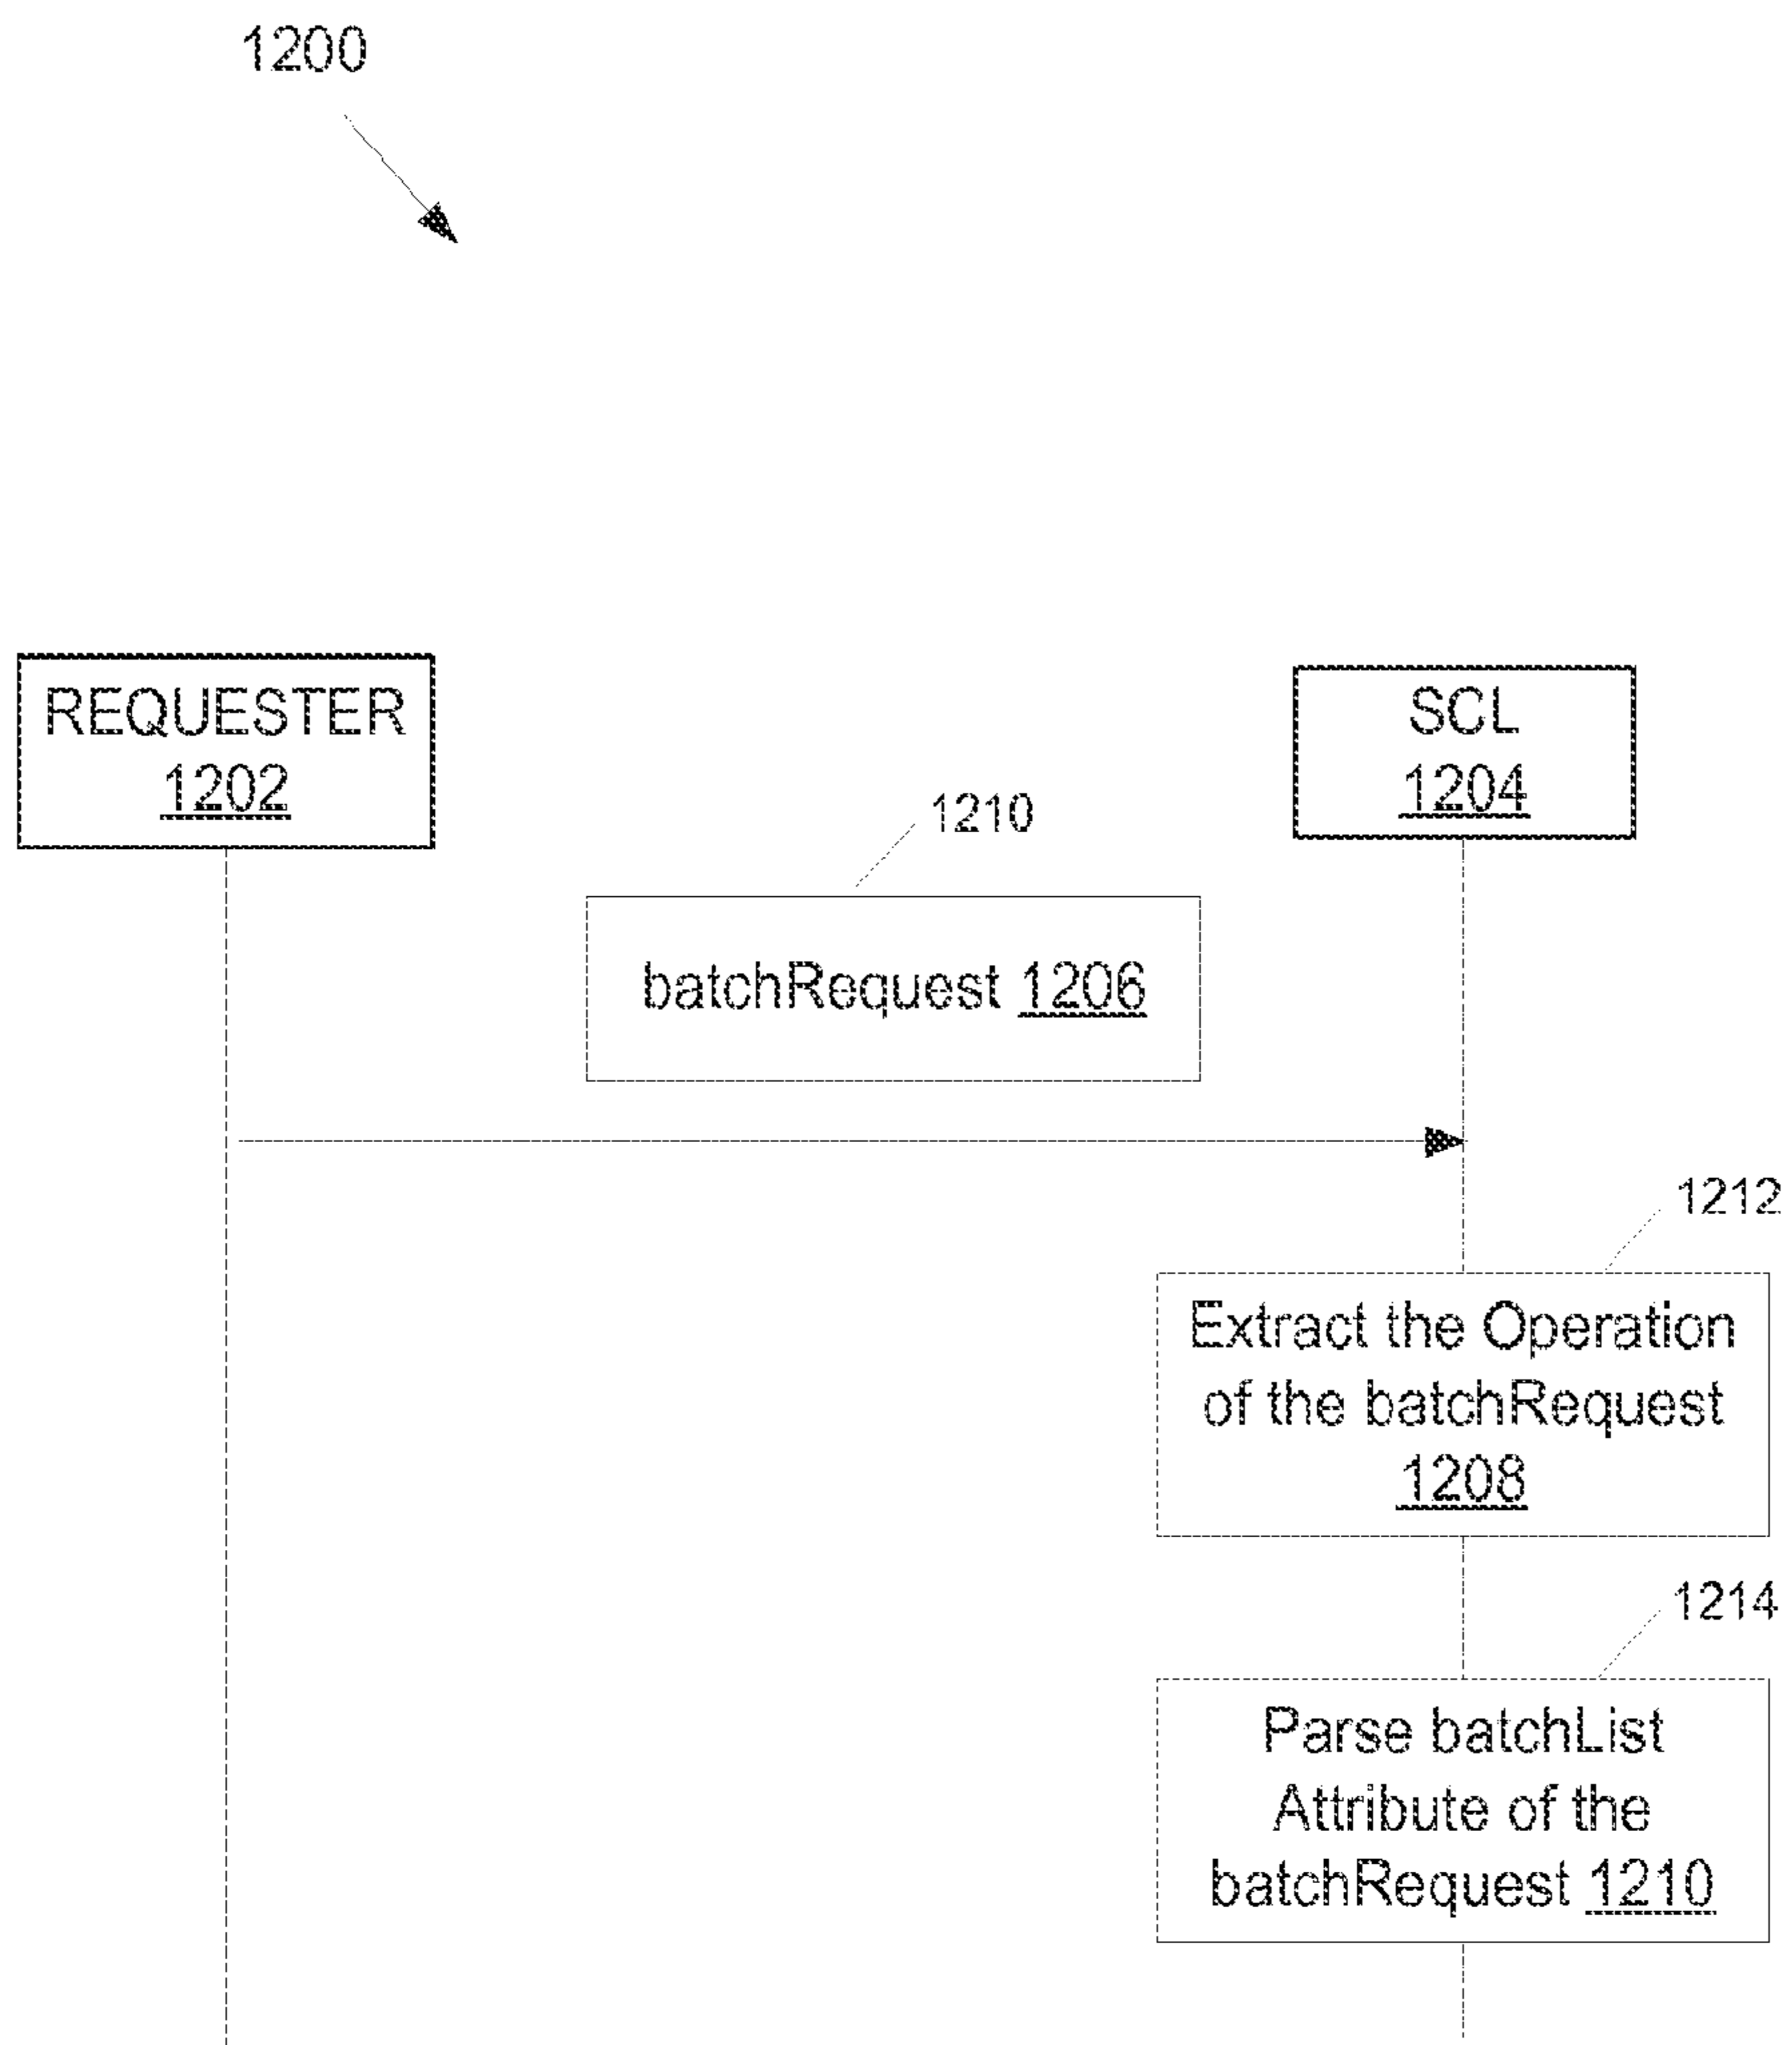 1200
REQUESTER
1202
SCL
1204
1210
batchRequest 1206
1212
Extract the Operation
of the batchRequest
1208
1214
Parse batchList
Attribute of the
batchRequest 1210